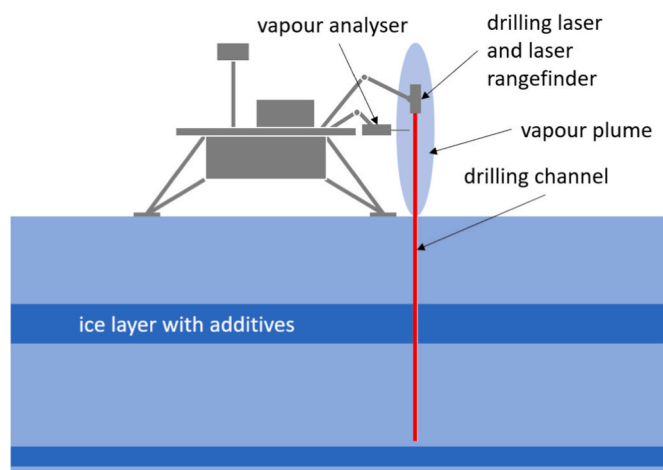 vapour analyser
drilling laser
and laser
rangefinder
vapour plume
drilling channel
ice layer with additives